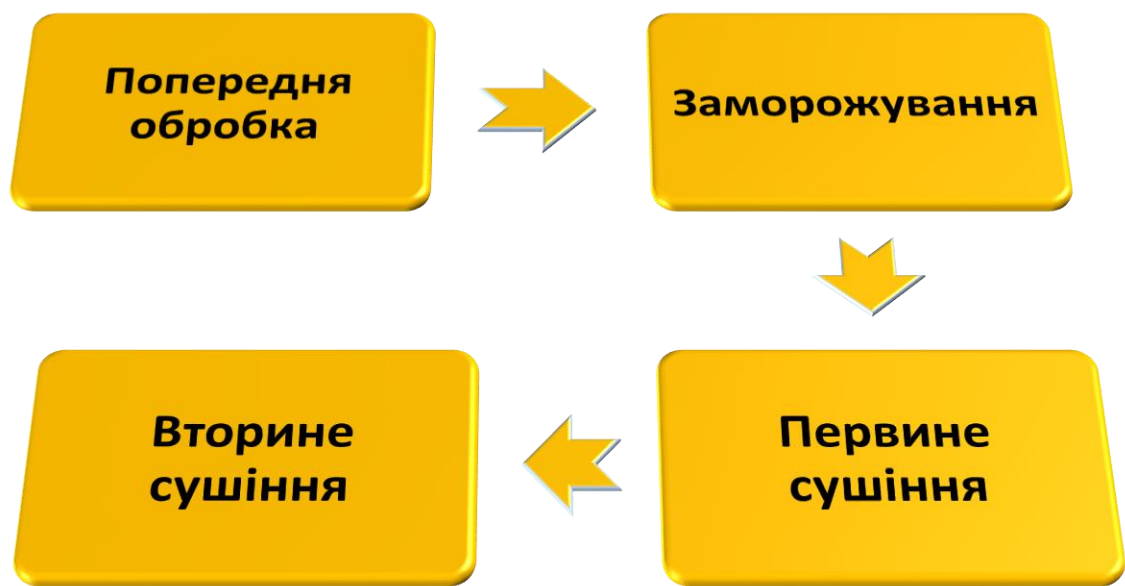 Попередня
обробка
Заморожування
Первине
сушіння
Вторине
сушіння